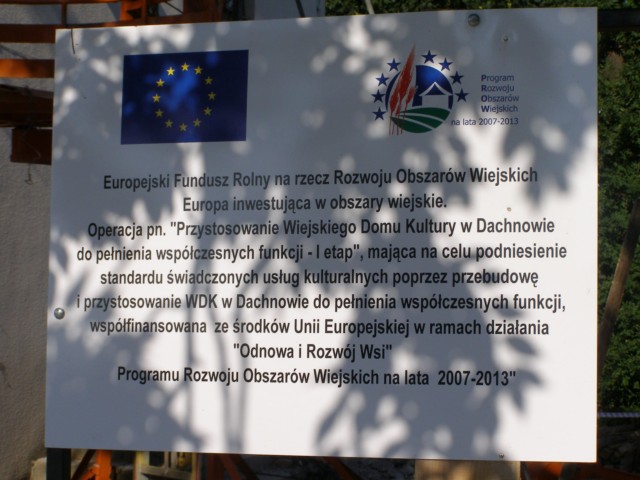 Program
Rozwoju
Obszarów
Wiejskich
na lata 2007-2013
Europejski Fundusz Rolny na rzecz Rozwoju Obszarów Wiejskich
Europa inwestująca w obszary wiejskie.
Operacja pn. "Przystosowanie Wiejskiego Domu Kultury w Dachnowie
do pełnienia współczesnych funkcji - I etap", mająca na celu podniesienie
standardu świadczonych usług kulturalnych poprzez przebudowę
i przystosowanie WDK w Dachnowie do pełnienia współczesnych funkcji,
współfinansowana ze środków Unii Europejskiej w ramach działania
"Odnowa i Rozwój Wsi"
Programu Rozwoju Obszarów Wiejskich na lata 2007-2013"